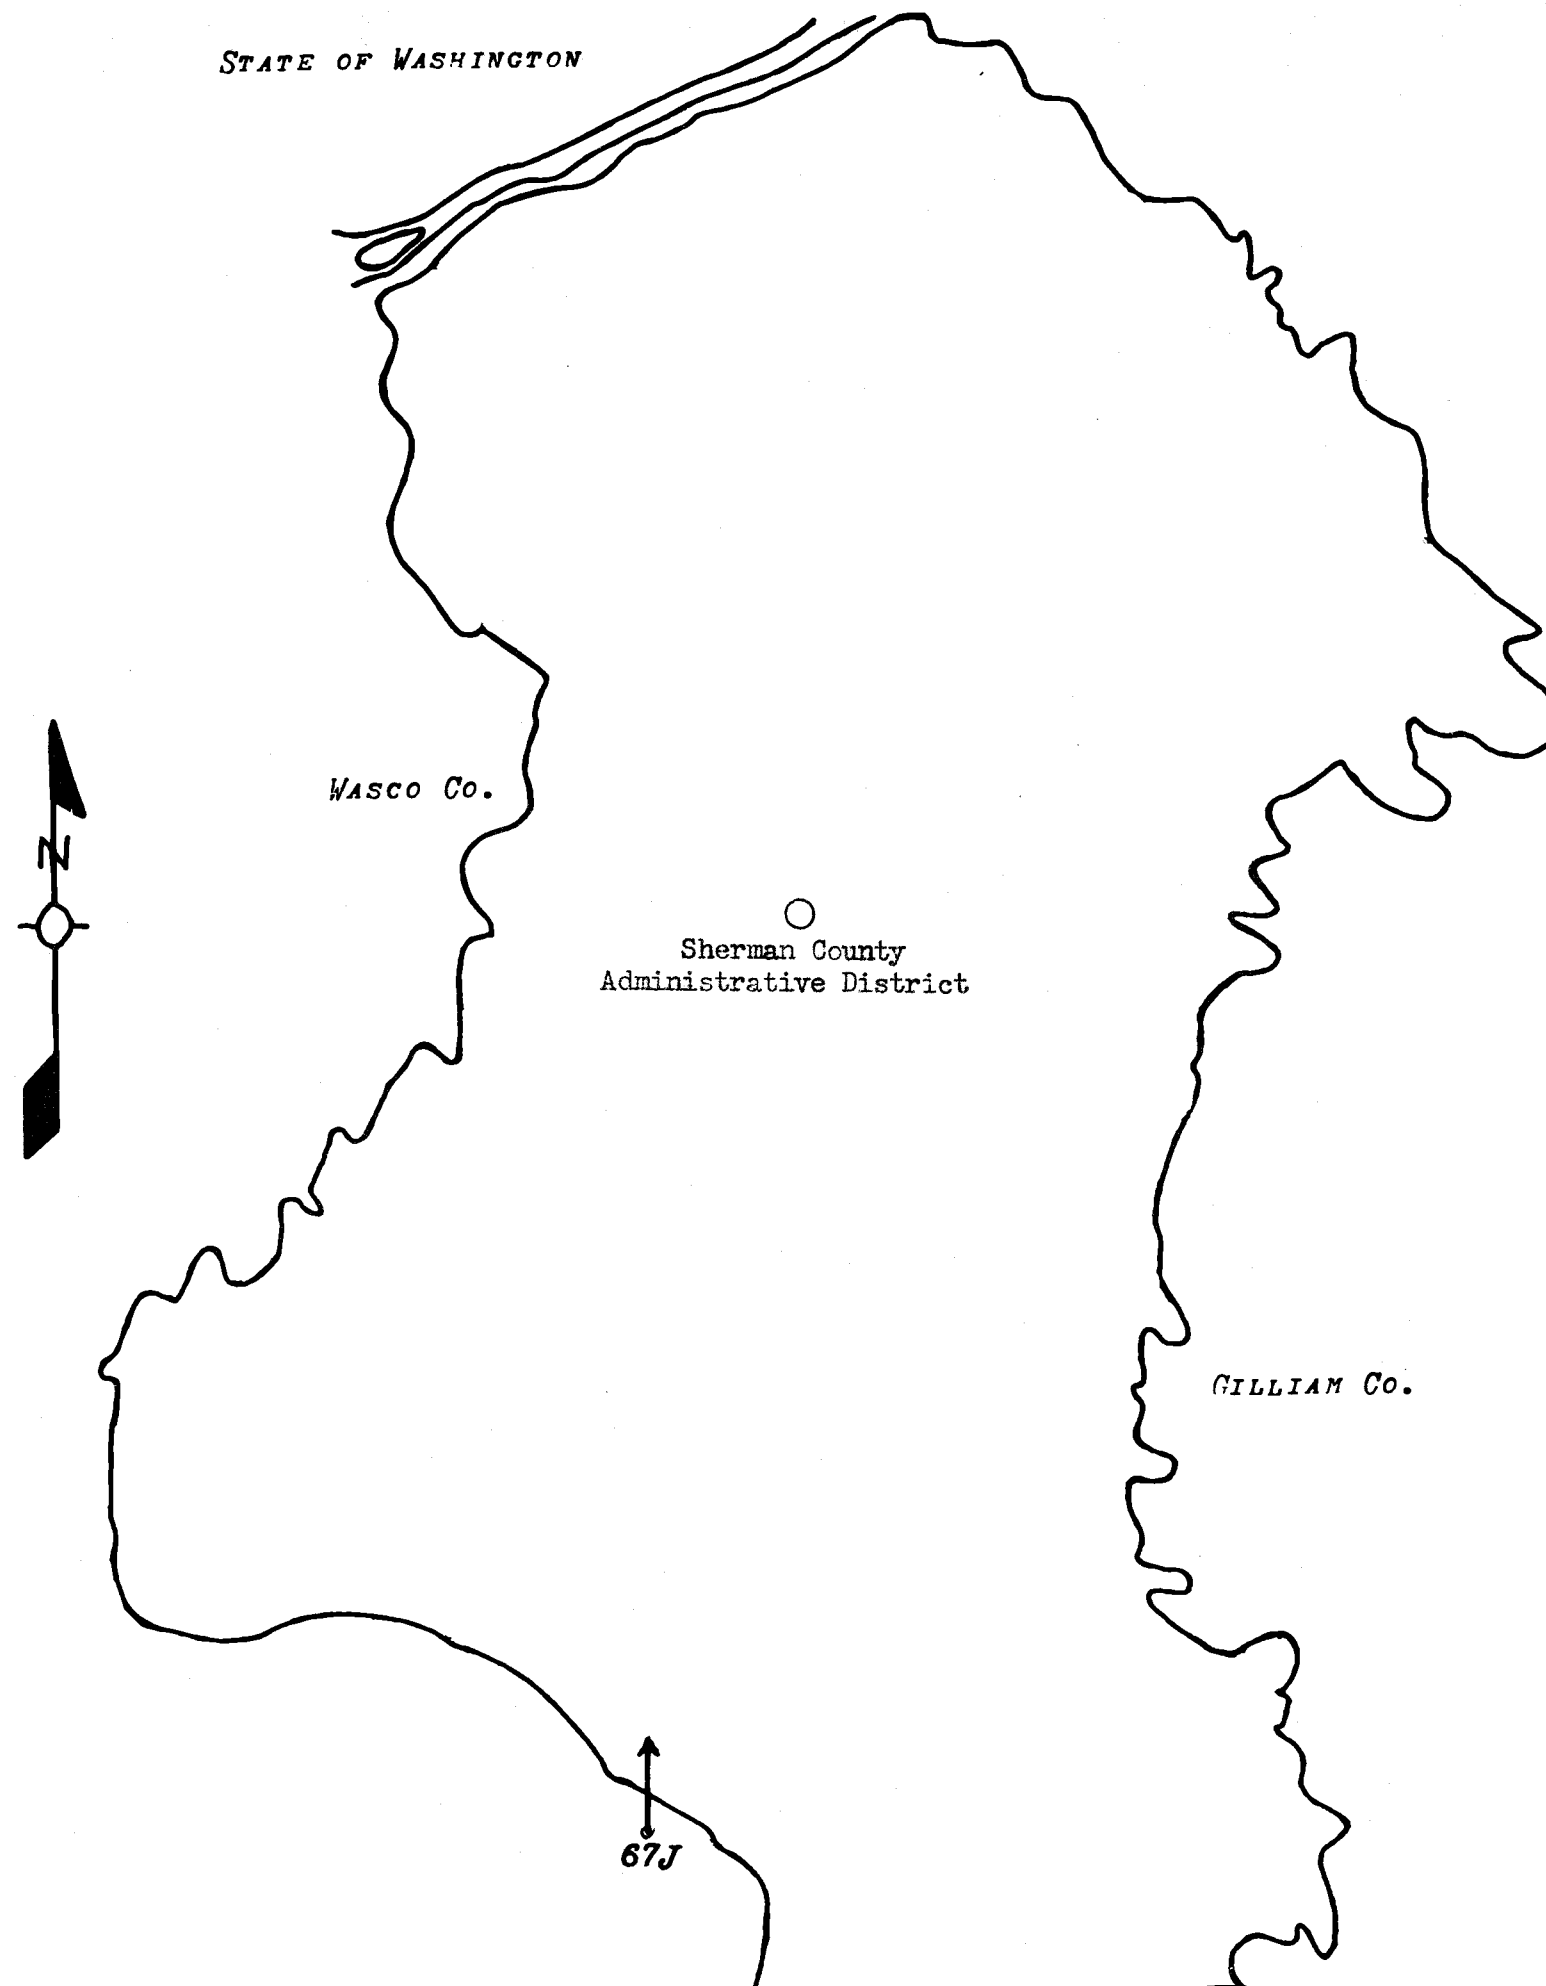 STATE OF WASHINGTON
WASCO CO.
N
Sherman County
Administrative District
GILLIAM CO.
67J